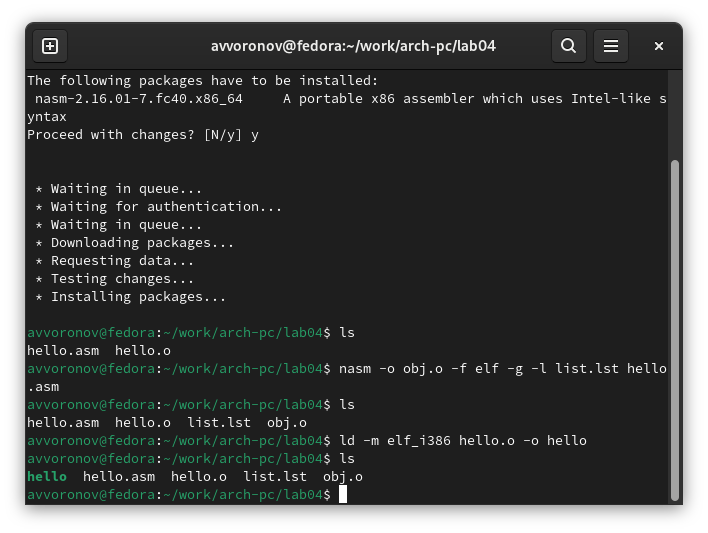 avvoronov@fedora:~/work/arch-pc/lab04
The following packages have to be installed:
 nasm-2.16.01-7.fc40.x86_64     A portable x86 assembler which uses Intel-like s
yntax
Proceed with changes? [N/y] y
 * Waiting in queue...
 * Waiting for authentication...
 * Waiting in queue...
 * Downloading packages...
 * Requesting data...
 * Testing changes...
 * Installing packages...
avvoronov@fedora:~/work/arch-pc/lab04$ ls
hello.asm  hello.o
avvoronov@fedora:~/work/arch-pc/lab04$ nasm -o obj.o -f elf -g -l list.lst hello
.asm
avvoronov@fedora:~/work/arch-pc/lab04$ ls
hello.asm  hello.o  list.lst  obj.o
avvoronov@fedora:~/work/arch-pc/lab04$ ld -m elf_i386 hello.o -o hello
avvoronov@fedora:~/work/arch-pc/lab04$ ls
hello  hello.asm  hello.o  list.lst  obj.o
avvoronov@fedora:~/work/arch-pc/lab04$